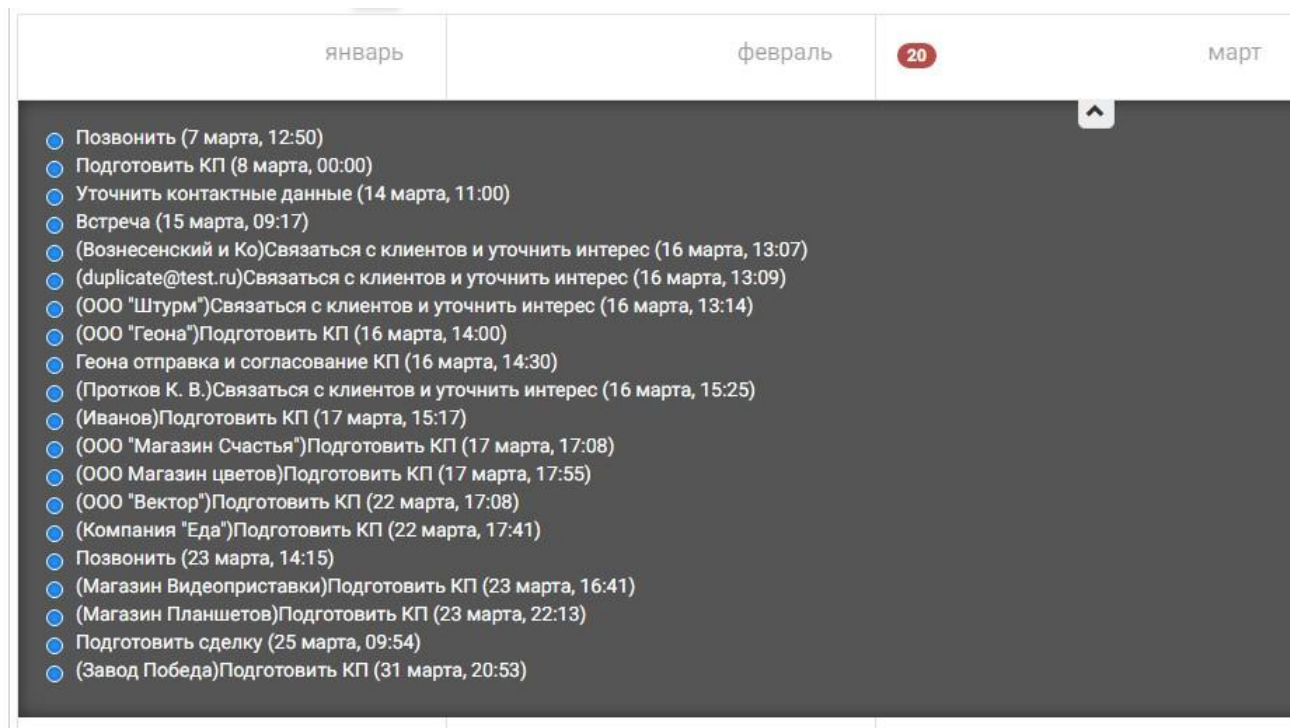 январь
февраль
20
март
Позвонить (7 марта, 12:50)
Подготовить КП (8 марта, 00:00)
Уточнить контактные данные (14 марта, 11:00)
Встреча (15 марта, 09:17)
(Вознесенский и Ко)Связаться с клиентов и уточнить интерес (16 марта, 13:07)
(duplicate@test.ru)Связаться с клиентов и уточнить интерес (16 марта, 13:09)
(ООО "Штурм")Связаться с клиентов и уточнить интерес (16 марта, 13:14)
(ООО "Геона")Подготовить КП (16 марта, 14:00)
Геона отправка и согласование КП (16 марта, 14:30)
(Протков К. В.)Связаться с клиентов и уточнить интерес (16 марта, 15:25)
(Иванов)Подготовить КП (17 марта, 15:17)
(ООО "Магазин Счастья")Подготовить КП (17 марта, 17:08)
(ООО Магазин цветов)Подготовить КП (17 марта, 17:55)
(ООО "Вектор")Подготовить КП (22 марта, 17:08)
(Компания "Еда")Подготовить КП (22 марта, 17:41)
Позвонить (23 марта, 14:15)
(Магазин Видеоприставки)Подготовить КП (23 марта, 16:41)
(Магазин Планшетов)Подготовить КП (23 марта, 22:13)
Подготовить сделку (25 марта, 09:54)
(Завод Победа)Подготовить КП (31 марта, 20:53)